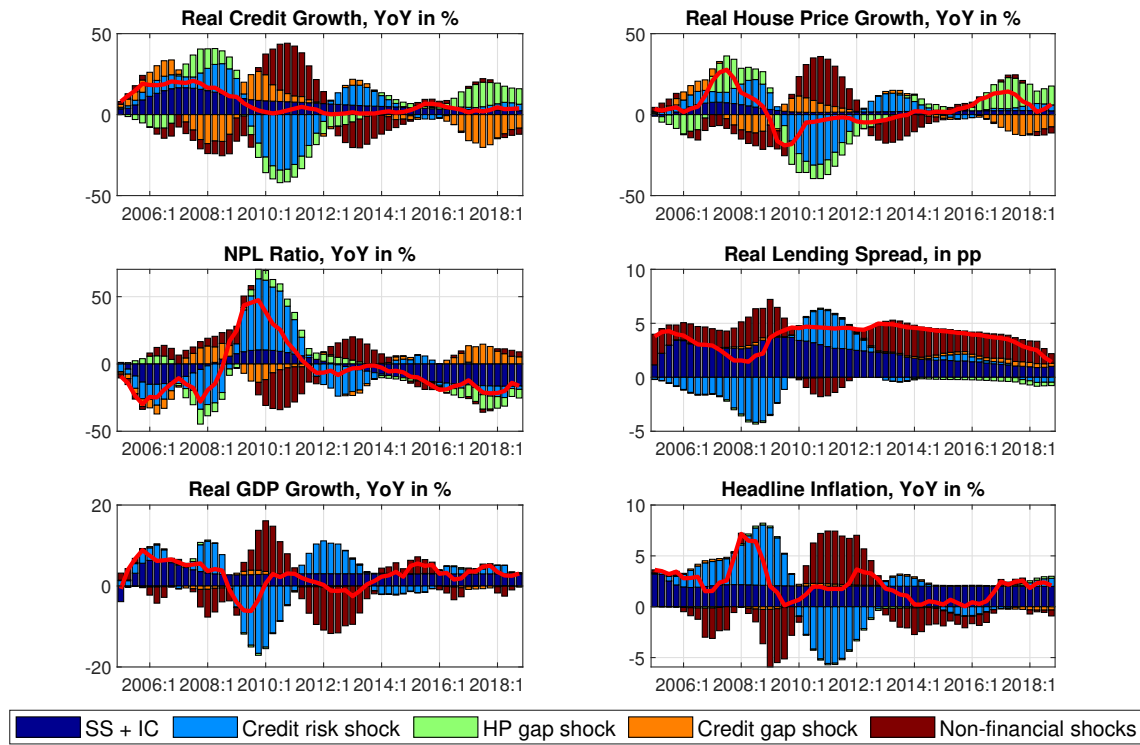 Real Credit Growth, YoY in %
50
0
-50
2006:1 2008:1 2010:1 2012:1 2014:1 2016:1 2018:1
Real House Price Growth, YoY in %
50
0
-50
2006:1 2008:1 2010:1 2012:1 2014:1 2016:1 2018:1
NPL Ratio, YoY in %
50
0
-50
2006:1 2008:1 2010:1 2012:1 2014:1 2016:1 2018:1
Real Lending Spread, in pp
10
5
0
-5
2006:1 2008:1 2010:1 2012:1 2014:1 2016:1 2018:1
Real GDP Growth, YoY in %
20
0
-20
2006:1 2008:1 2010:1 2012:1 2014:1 2016:1 2018:1
Headline Inflation, YoY in %
10
5
0
-5
2006:1 2008:1 2010:1 2012:1 2014:1 2016:1 2018:1
SS + IC Credit risk shock HP gap shock Credit gap shock Non-financial shocks